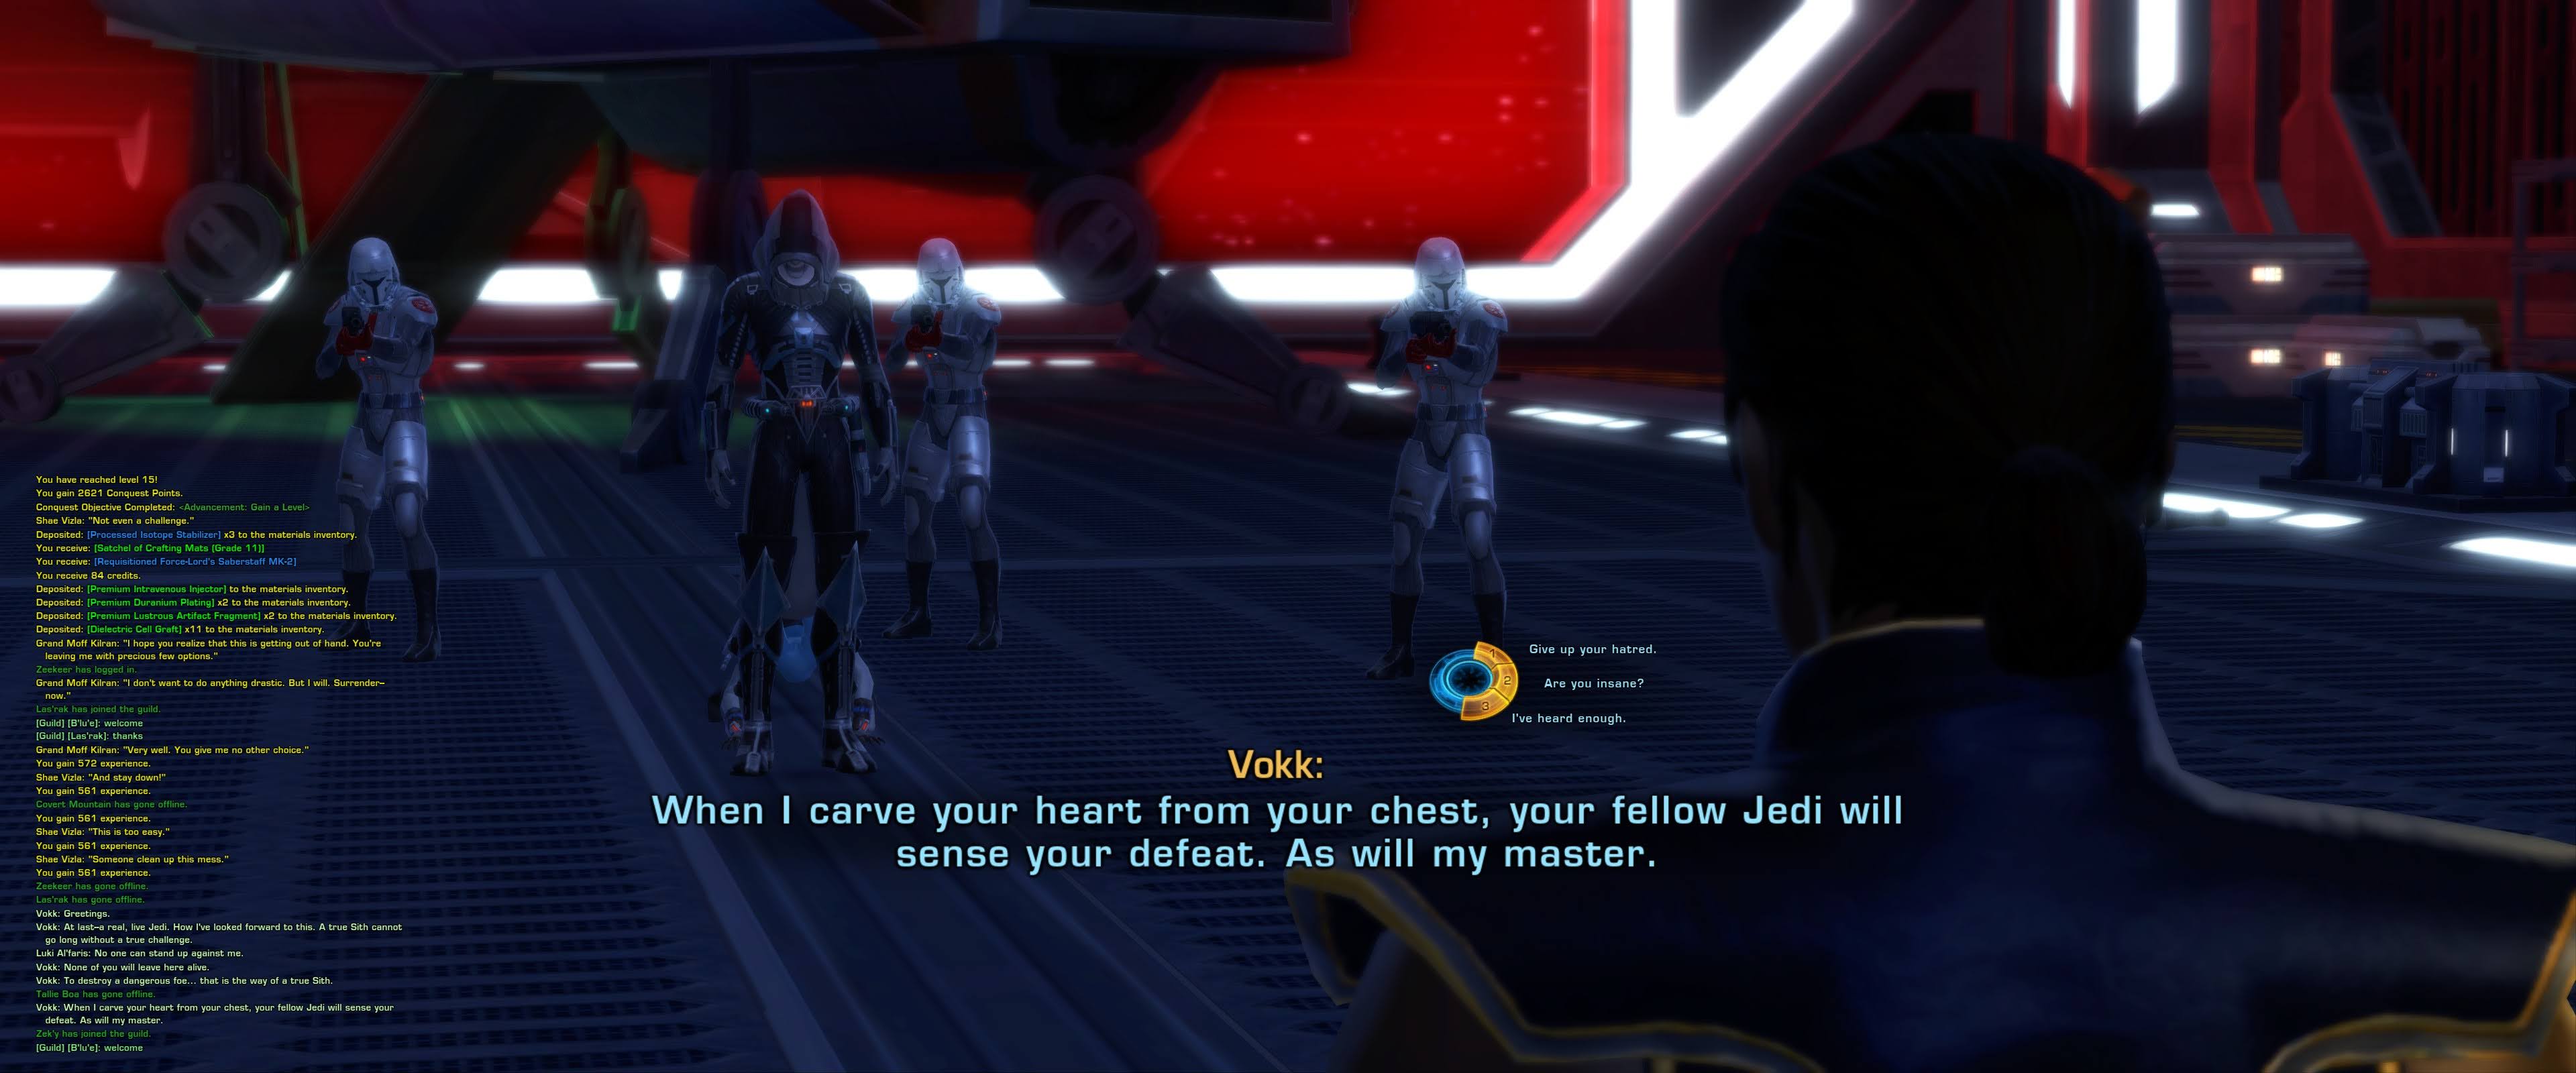 You have reached level 15!
You gain 2621 Conquest Points.
Conquest Objective Completed: <Advancement: Gain a Level>
Shae Vizla: "Not even a challenge."
Deposited: [Processed Isotope Stabilizer] x3 to the materials inventory.
You receive: [Satchel of Crafting Mats (Grade 11)]
You receive: [Requisitioned Force-Lord's Saberstaff MK-2]
You receive 84 credits.
Deposited: [Premium Intravenous Injector] to the materials inventory.
Deposited: [Premium Duranium Plating] x2 to the materials inventory.
Deposited: [Premium Lustrous Artifact Fragment] x2 to the materials inventory.
Deposited: [Dielectric Cell Graft] x11 to the materials inventory.
Grand Moff Kilran: "I hope you realize that this is getting out of hand. You're
leaving me with precious few options."
Zeekeer has logged in.
Grand Moff Kilran: "I don't want to do anything drastic. But I will. Surrender—
now."
Las'rak has joined the guild.
[Guild] [B'lu'e]: welcome
[Guild] [Las'rak]: thanks
Grand Moff Kilran: "Very well. You give me no other choice."
You gain 572 experience.
Shae Vizla: "And stay down!"
You gain 561 experience.
Covert Mountain has gone offline.
You gain 561 experience.
Shae Vizla: "This is too easy."
You gain 561 experience.
Shae Vizla: "Someone clean up this mess."
You gain 561 experience.
Zeekeer has gone offline.
Las'rak has gone offline.
Vokk: Greetings.
Vokk: At last—a real, live Jedi. How I've looked forward to this. A true Sith cannot
go long without a true challenge.
Luki Al'faris: No one can stand up against me.
Vokk: None of you will leave here alive.
Vokk: To destroy a dangerous foe... that is the way of a true Sith.
Tallie Boa has gone offline.
Vokk: When I carve your heart from your chest, your fellow Jedi will sense your
defeat. As will my master.
Zek'y has joined the guild.
[Guild] [B'lu'e]: welcome
1 Give up your hatred.
2 Are you insane?
3 I've heard enough.
Vokk:
When I carve your heart from your chest, your fellow Jedi will
sense your defeat. As will my master.